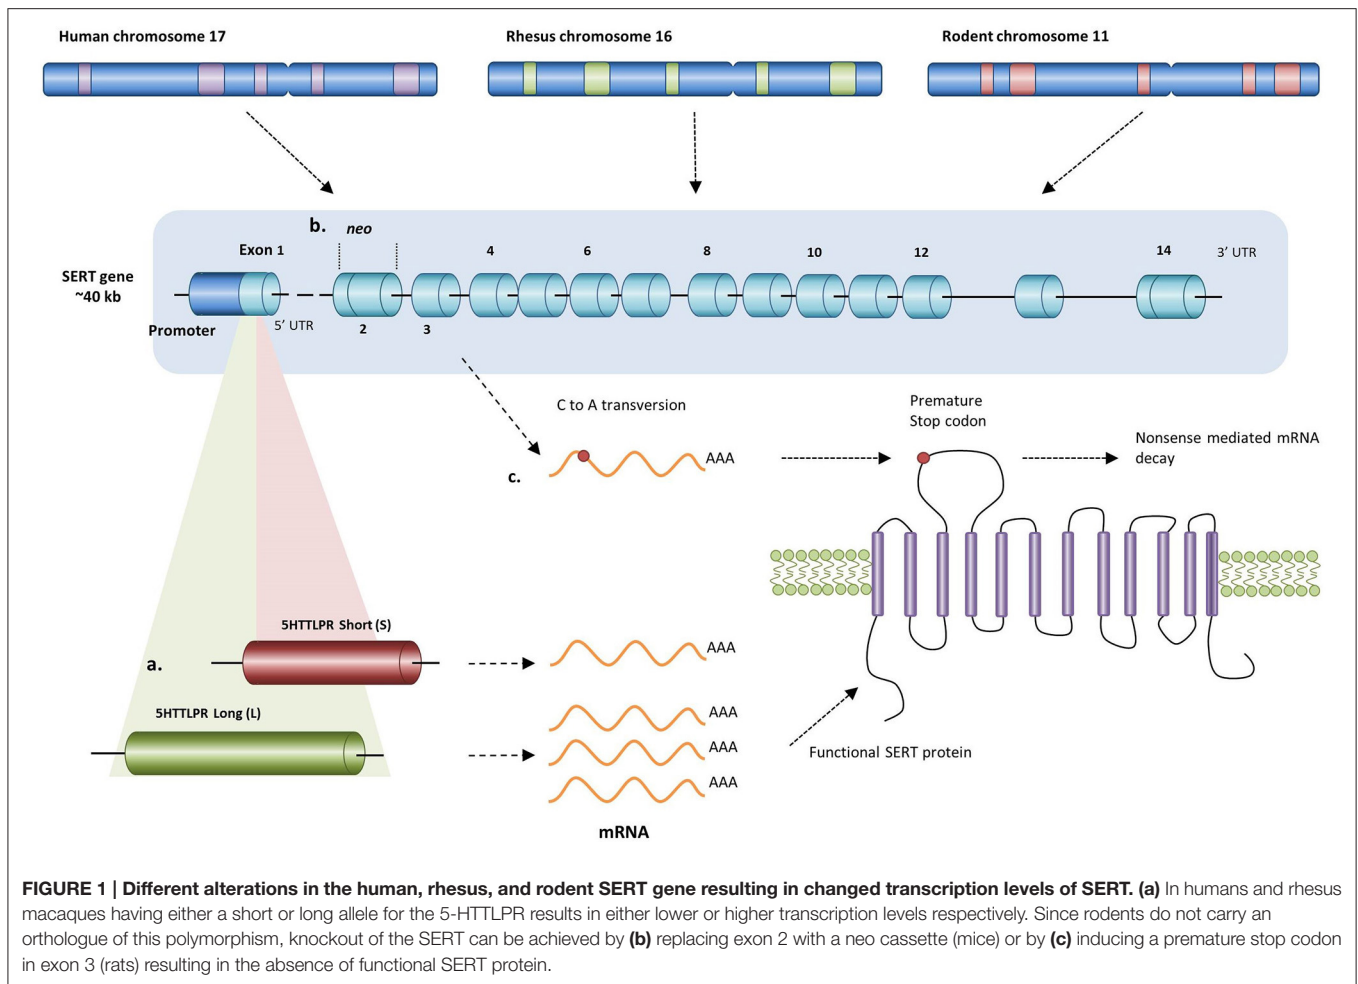 Human chromosome 17
Rhesus chromosome 16
Rodent chromosome 11
b.
neo
Exon 1
4
6
8
10
12
14
3’ UTR
SERT gene
~40 kb
Promoter
5’ UTR
2
3
C to A transversion
Premature
Stop codon
Nonsense mediated mRNA
decay
AAA
c.
5HTTLPR Short (S)
a.
AAA
5HTTLPR Long (L)
AAA
AAA
AAA
Functional SERT protein
mRNA
FIGURE 1 | Different alterations in the human, rhesus, and rodent SERT gene resulting in changed transcription levels of SERT. (a) In humans and rhesus
macaques having either a short or long allele for the 5-HTTLPR results in either lower or higher transcription levels respectively. Since rodents do not carry an
orthologue of this polymorphism, knockout of the SERT can be achieved by (b) replacing exon 2 with a neo cassette (mice) or by (c) inducing a premature stop codon
in exon 3 (rats) resulting in the absence of functional SERT protein.